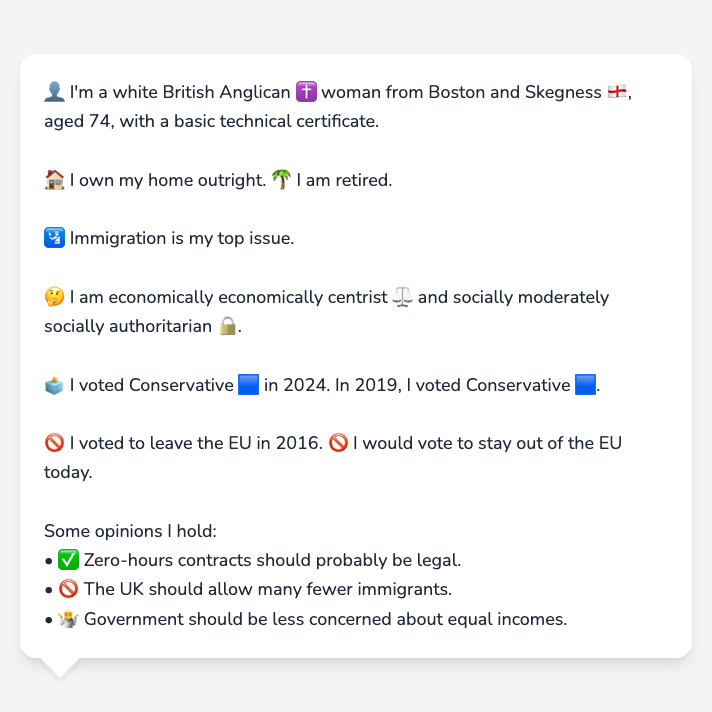 👤 I'm a white British Anglican ✝️ woman from Boston and Skegness 🏴󠁧󠁢󠁥󠁮󠁧󠁿,
aged 74, with a basic technical certificate.
🏠 I own my home outright. 🌴 I am retired.
🛂 Immigration is my top issue.
🤔 I am economically economically centrist ⚖️ and socially moderately
socially authoritarian 🔒.
🗳️ I voted Conservative 🟦 in 2024. In 2019, I voted Conservative 🟦.
🚫 I voted to leave the EU in 2016. 🚫 I would vote to stay out of the EU
today.
Some opinions I hold:
• ✅ Zero-hours contracts should probably be legal.
• 🚫 The UK should allow many fewer immigrants.
• 🤷 Government should be less concerned about equal incomes.